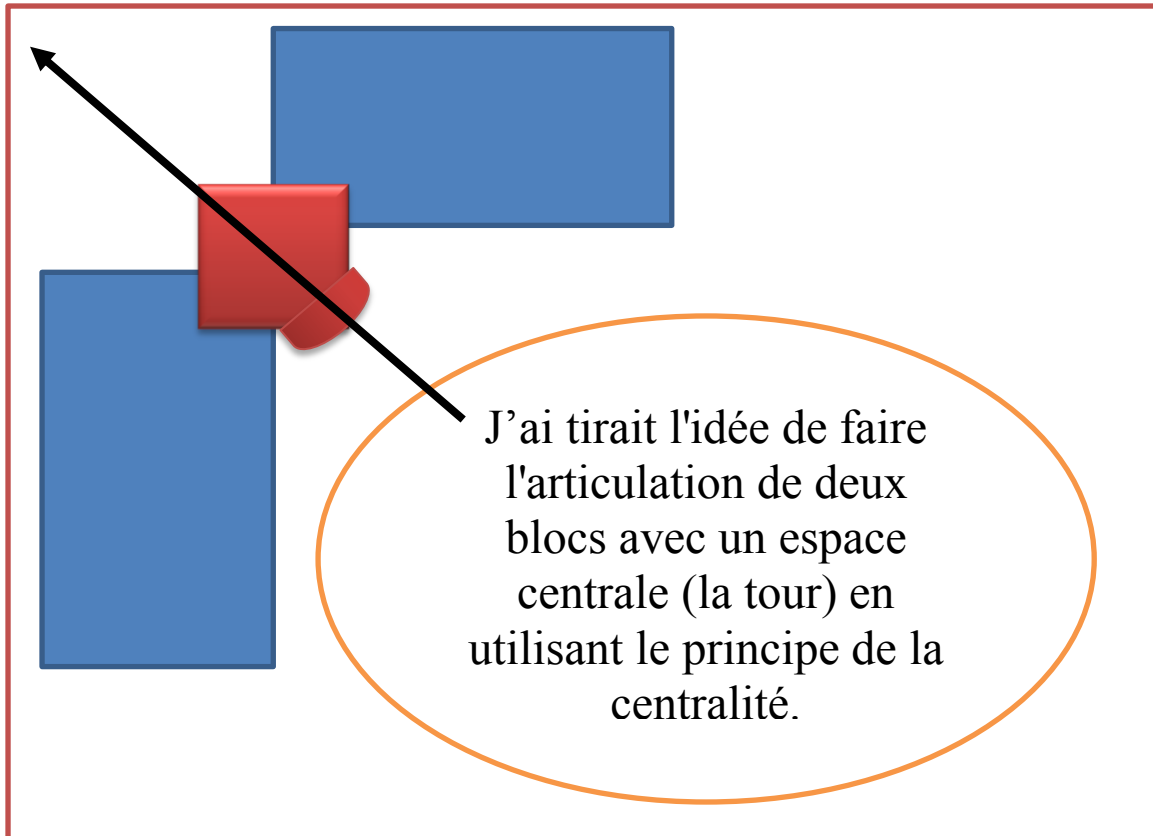 J’ai tirait l'idée de faire
l'articulation de deux
blocs avec un espace
centrale (la tour) en
utilisant le principe de la
centralité.